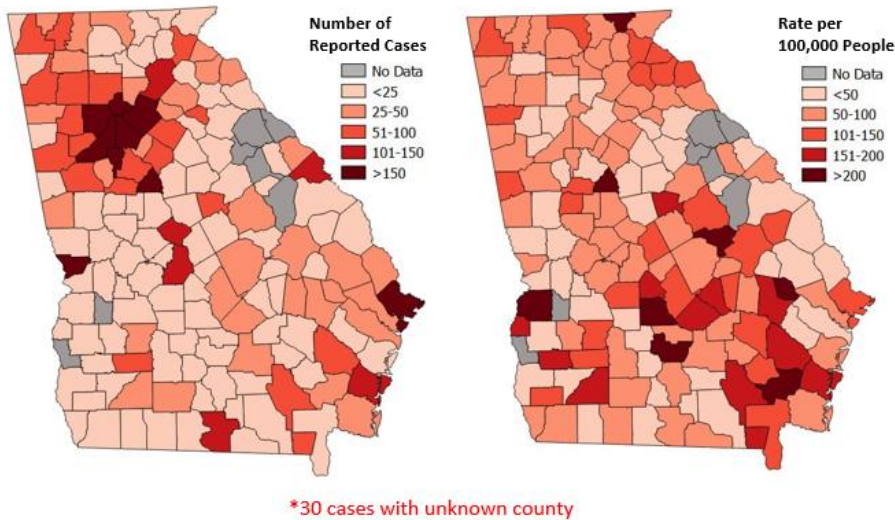 Number of
Reported Cases
No Data
<25
25-50
51-100
101-150
>150
Rate per
100,000 People
No Data
<50
50-100
101-150
151-200
>200
*30 cases with unknown county